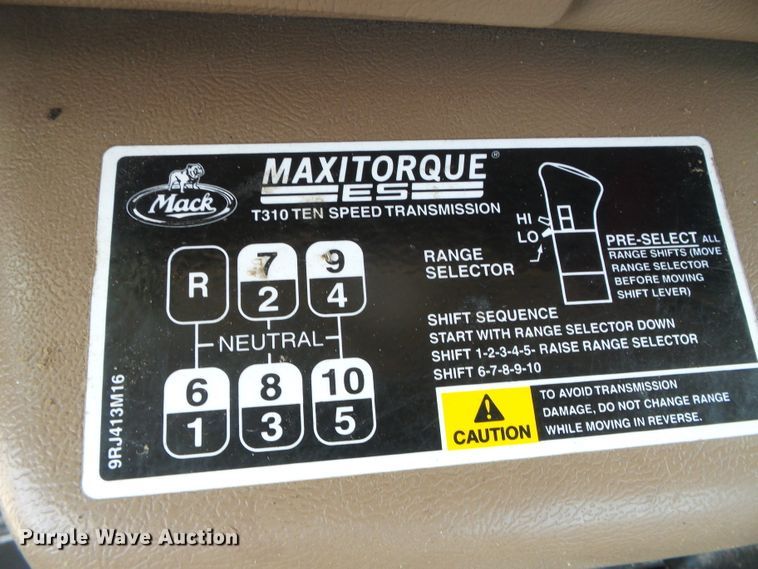 Mack
MAXITORQUE®
ES
T310 TEN SPEED TRANSMISSION
R
7
2
9
4
NEUTRAL
6
1
8
3
10
5
9RJ413M16
HI
LO
RANGE
SELECTOR
PRE-SELECT ALL
RANGE SHIFTS (MOVE
RANGE SELECTOR
BEFORE MOVING
SHIFT LEVER)
SHIFT SEQUENCE
START WITH RANGE SELECTOR DOWN
SHIFT 1-2-3-4-5- RAISE RANGE SELECTOR
SHIFT 6-7-8-9-10
CAUTION
TO AVOID TRANSMISSION
DAMAGE, DO NOT CHANGE RANGE
WHILE MOVING IN REVERSE.
Purple Wave Auction